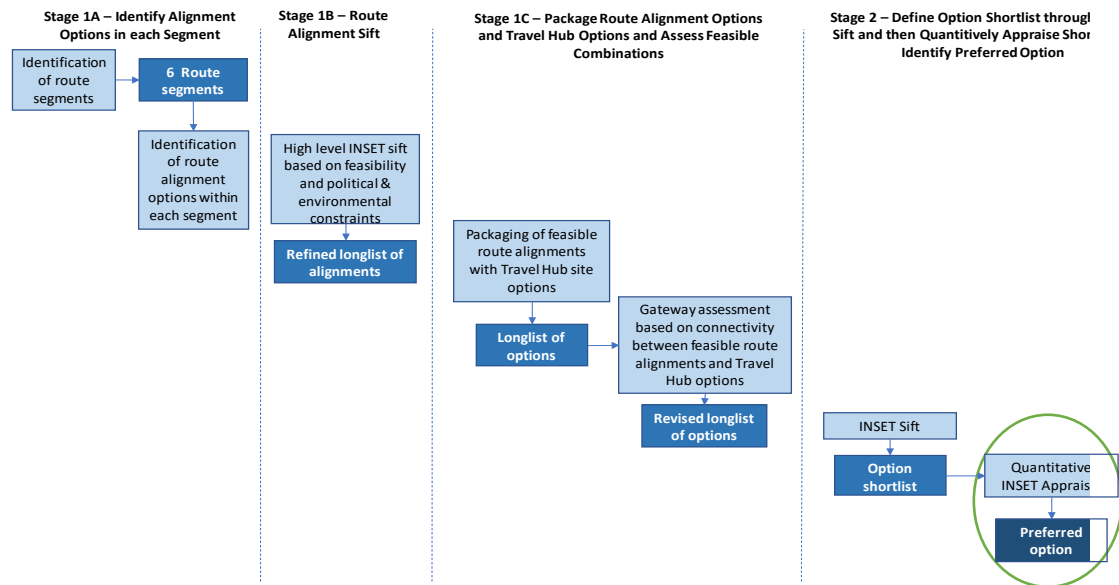 Stage 1A – Identify Alignment
Options in each Segment
Identification
of route
segments
6 Route
segments
Identification
of route
alignment
options within
each segment
Stage 1B – Route
Alignment Sift
High level INSET sift
based on feasibility
and political &
environmental
constraints
Refined longlist of
alignments
Stage 1C – Package Route Alignment Options
and Travel Hub Options and Assess Feasible
Combinations
Packaging of feasible
route alignments
with Travel Hub site
options
Longlist of
options
Gateway assessment
based on connectivity
between feasible route
alignments and Travel
Hub options
Revised longlist
of options
Stage 2 – Define Option Shortlist through
Sift and then Quantitively Appraise
Identify Preferred Option
INSET Sift
Option
shortlist
Quantitative
INSET
Preferred
option